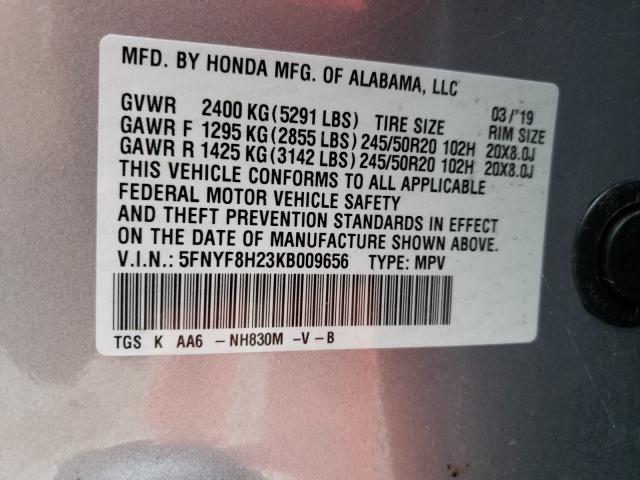 MFD. BY HONDA MFG. OF ALABAMA, LLC
GVWR 2400 KG (5291 LBS) TIRE SIZE 03/'19 RIM SIZE
GAWR F 1295 KG (2855 LBS) 245/50R20 102H 20X8.0J
GAWR R 1425 KG (3142 LBS) 245/50R20 102H 20X8.0J
THIS VEHICLE CONFORMS TO ALL APPLICABLE
FEDERAL MOTOR VEHICLE SAFETY
AND THEFT PREVENTION STANDARDS IN EFFECT
ON THE DATE OF MANUFACTURE SHOWN ABOVE.
V.I.N.: 5FNYF8H23KB009656 TYPE: MPV
TGS K AA6 -NH830M -V -B